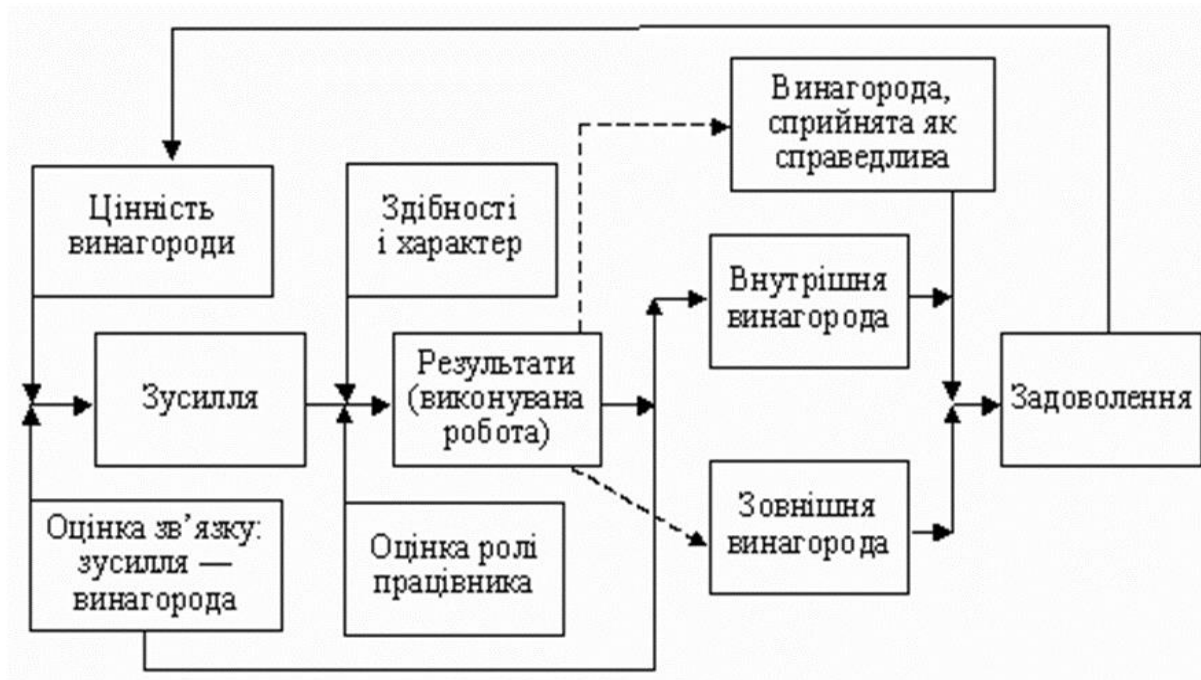 Винагорода,
сприйнята як
справедлива
Цінність
винагороди
Здібності
і характер
Внутрішня
винагорода
Зусилля
Результати
(виконувана
робота)
Задоволення
Оцінка зв’язку:
зусилля —
винагорода
Оцінка ролі
працівника
Зовнішня
винагорода